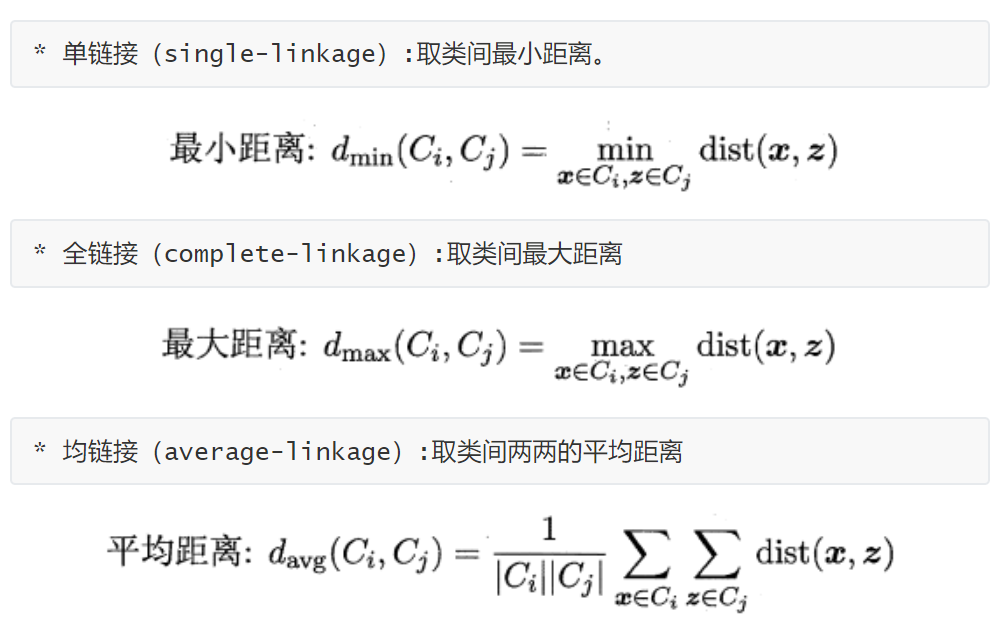 * 单链接（single-linkage）:取类间最小距离。
最小距离: $d_{\min}(C_i, C_j) = \min_{\boldsymbol{x} \in C_i, \boldsymbol{z} \in C_j} \text{dist}(\boldsymbol{x}, \boldsymbol{z})$
* 全链接（complete-linkage）:取类间最大距离
最大距离: $d_{\max}(C_i, C_j) = \max_{\boldsymbol{x} \in C_i, \boldsymbol{z} \in C_j} \text{dist}(\boldsymbol{x}, \boldsymbol{z})$
* 均链接（average-linkage）:取类间两两的平均距离
平均距离: $d_{\text{avg}}(C_i, C_j) = \frac{1}{|C_i||C_j|} \sum_{\boldsymbol{x} \in C_i} \sum_{\boldsymbol{z} \in C_j} \text{dist}(\boldsymbol{x}, \boldsymbol{z})$